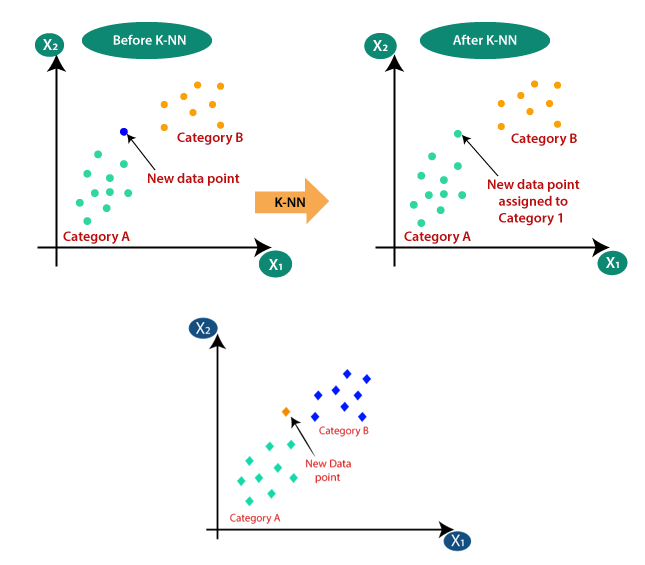 X₂
Before K-NN
Category B
New data point
Category A
X₁
K-NN
X₂
After K-NN
Category B
New data point
assigned to
Category 1
Category A
X₁
X₂
Category B
New Data
point
Category A
X₁